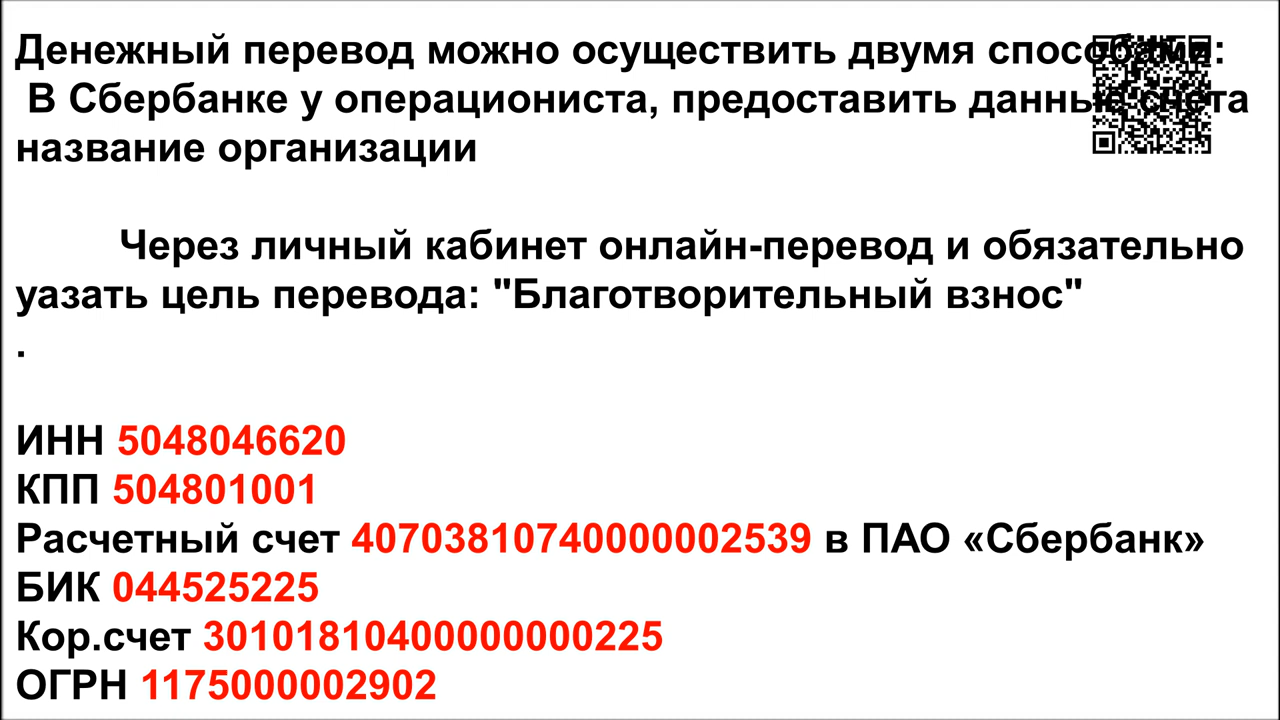 Денежный перевод можно осуществить двумя способами:
В Сбербанке у операциониста, предоставить данные счета
название организации
Через личный кабинет онлайн-перевод и обязательно
уазать цель перевода: "Благотворительный взнос"
.
ИНН 5048046620
КПП 504801001
Расчетный счет 40703810740000002539 в ПАО «Сбербанк»
БИК 044525225
Кор.счет 30101810400000000225
ОГРН 1175000002902